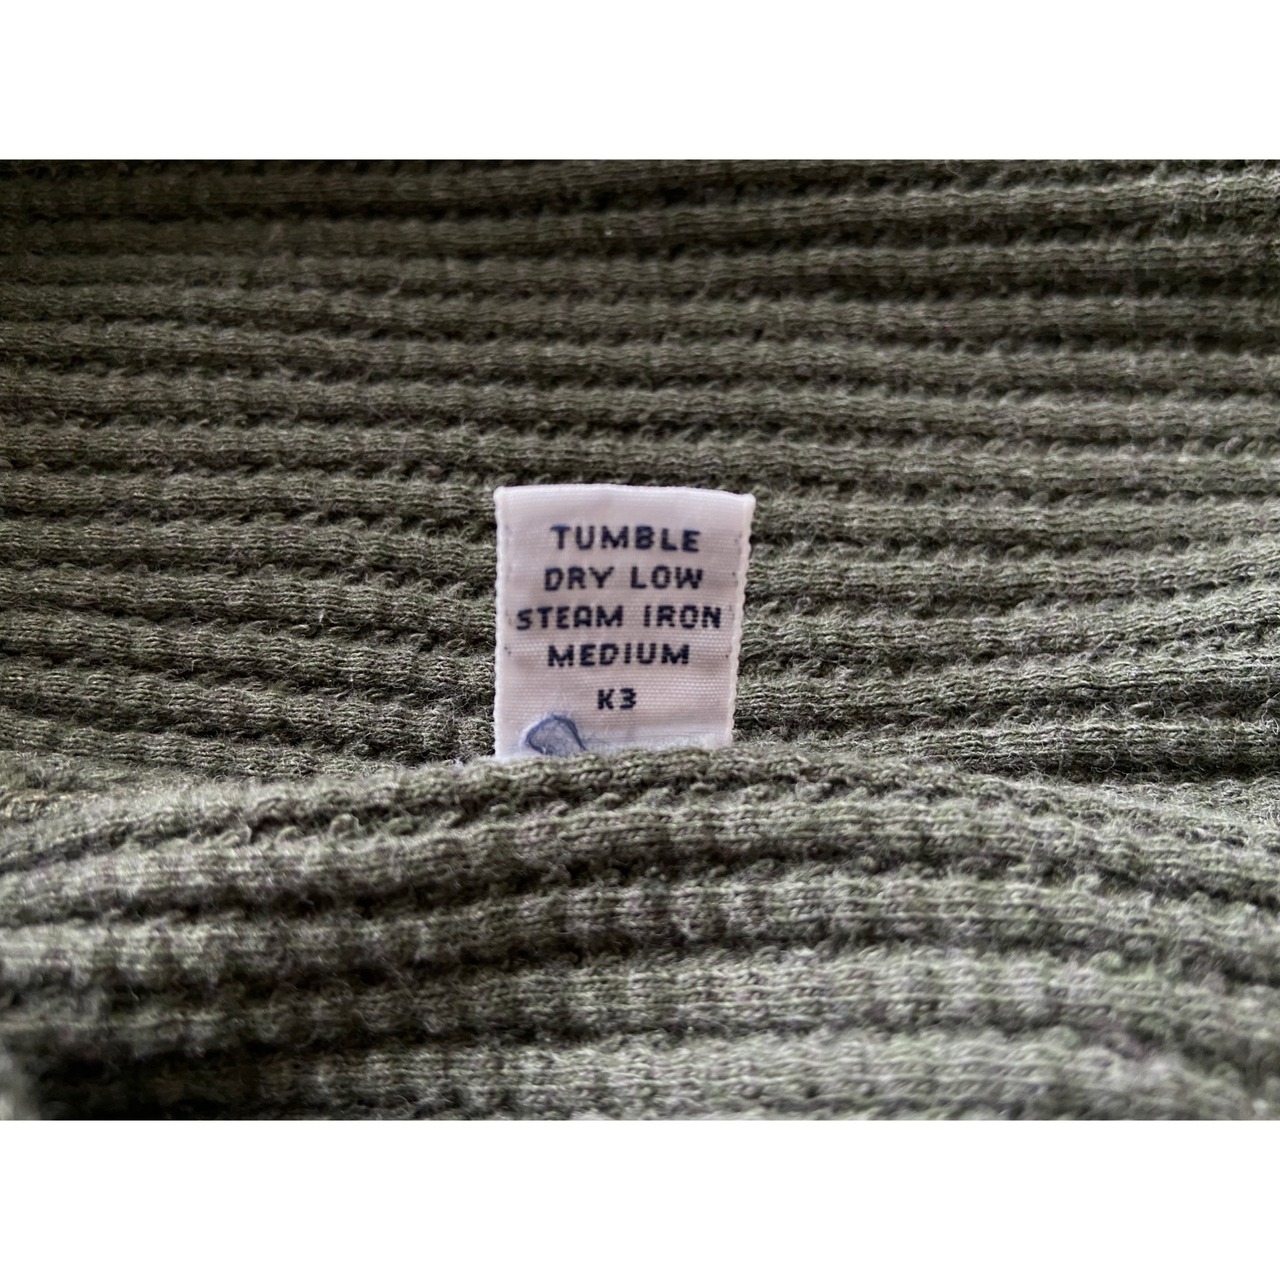 TUMBLE
DRY LOW
STEAM IRON
MEDIUM
K3